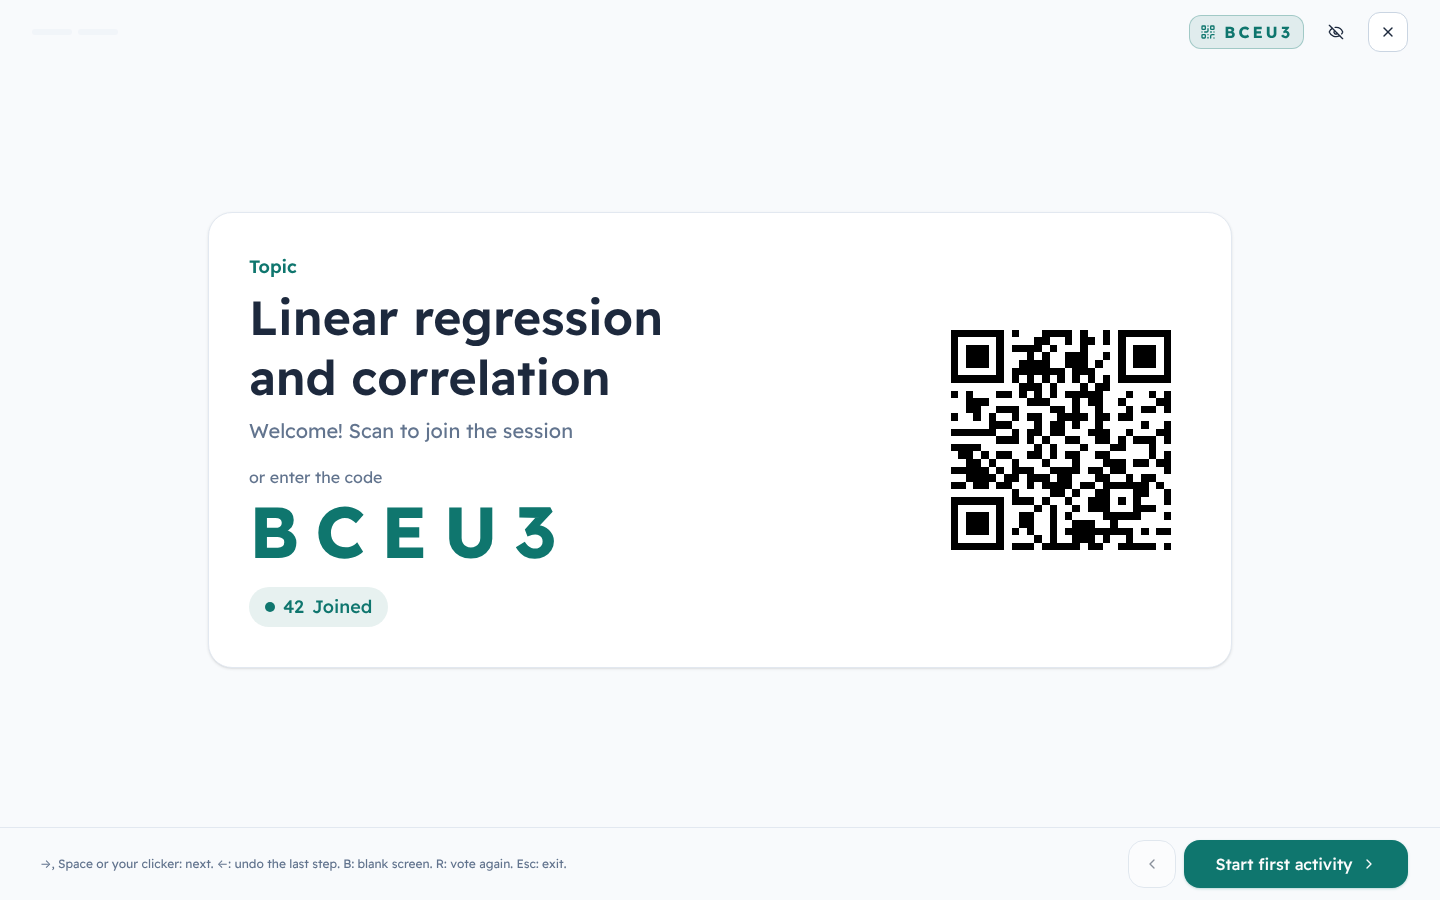 BCEU3
Topic
Linear regression
and correlation
Welcome! Scan to join the session
or enter the code
BCEU3
42 Joined
→, Space or your clicker: next. ←: undo the last step. B: blank screen. R: vote again. Esc: exit.
Start first activity